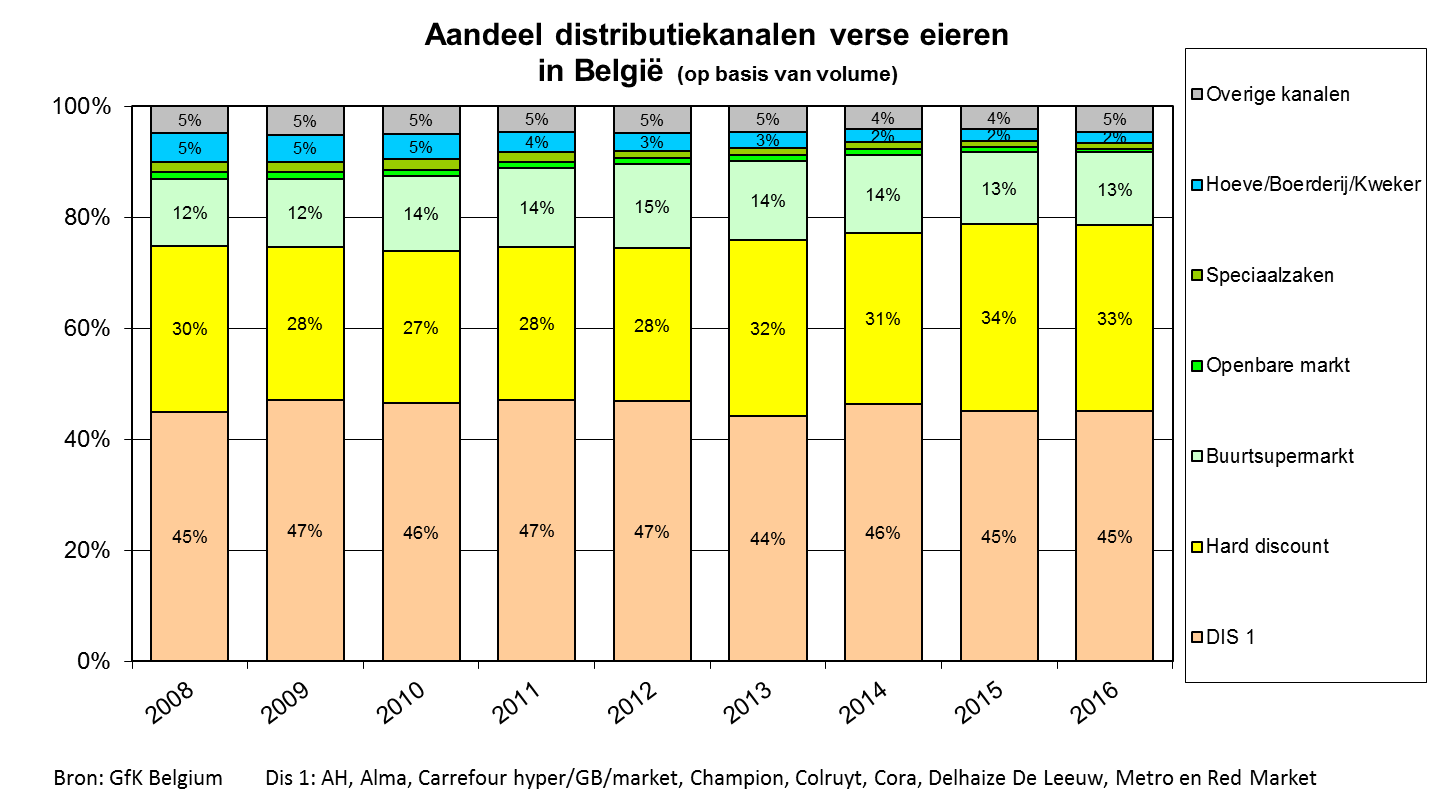 Aandeel distributiekanalen verse eieren
in België (op basis van volume)
100%
80%
60%
40%
20%
0%
5% 5% 5% 5% 5% 5% 4% 4% 5%
5% 5% 5% 4% 3% 3% 2% 2% 2%
12% 12% 14% 14% 15% 14% 14% 13% 13%
30% 28% 27% 28% 28% 32% 31% 34% 33%
45% 47% 46% 47% 47% 44% 46% 45% 45%
2008 2009 2010 2011 2012 2013 2014 2015 2016
Overige kanalen
Hoeve/Boerderij/Kweker
Speciaalzaken
Openbare markt
Buurtsupermarkt
Hard discount
DIS 1
Bron: GfK Belgium Dis 1: AH, Alma, Carrefour hyper/GB/market, Champion, Colruyt, Cora, Delhaize De Leeuw, Metro en Red Market